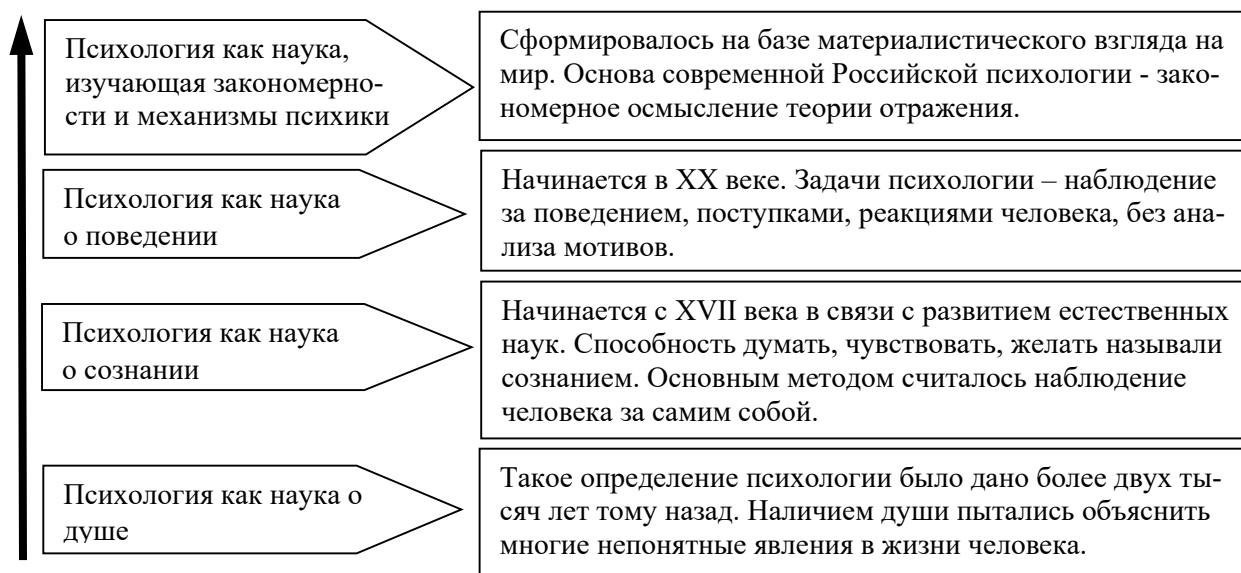 Психология как наука,
изучающая закономерно-
сти и механизмы психики
Сформировалось на базе материалистического взгляда на
мир. Основа современной Российской психологии - зако-
номерное осмысление теории отражения.
Психология как наука
о поведении
Начинается в XX веке. Задачи психологии – наблюдение
за поведением, поступками, реакциями человека, без ана-
лиза мотивов.
Психология как наука
о сознании
Начинается с XVII века в связи с развитием естественных
наук. Способность думать, чувствовать, желать называли
сознанием. Основным методом считалось наблюдение
человека за самим собой.
Психология как наука о
душе
Такое определение психологии было дано более двух ты-
сяч лет тому назад. Наличием души пытались объяснить
многие непонятные явления в жизни человека.